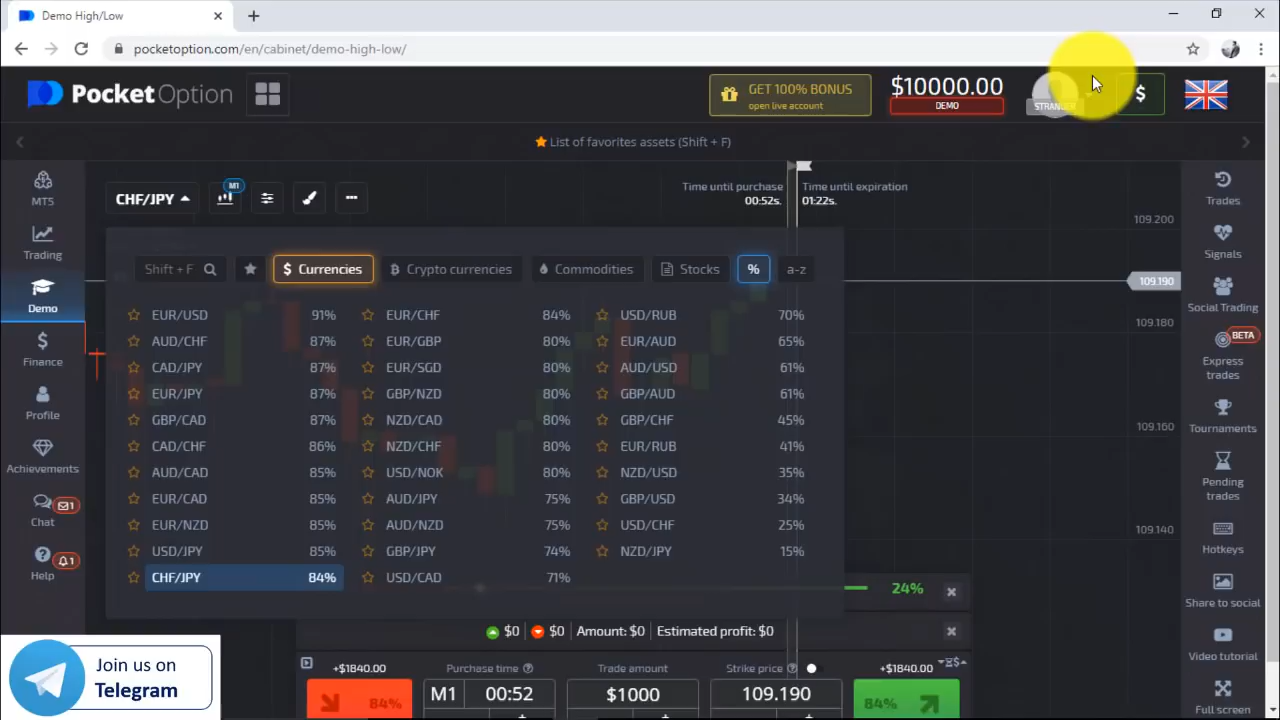 Demo High/Low
pocketoption.com/en/cabinet/demo-high-low/
PocketOption
GET 100% BONUS
open live account
$10000.00
DEMO
STRANGER
$
List of favorites assets (Shift + F)
MT5
Trading
Demo
Finance
Profile
Achievements
Chat
1
Help
1
CHF/JPY
M1
Time until purchase
00:52s.
Time until expiration
01:22s.
109.200
109.190
109.180
109.160
109.140
Shift + F
$ Currencies
Crypto currencies
Commodities
Stocks
%
a-z
EUR/USD 91% EUR/CHF 84% USD/RUB 70%
AUD/CHF 87% EUR/GBP 80% EUR/AUD 65%
CAD/JPY 87% EUR/SGD 80% AUD/USD 61%
EUR/JPY 87% GBP/NZD 80% GBP/AUD 61%
GBP/CAD 87% NZD/CAD 80% GBP/CHF 45%
CAD/CHF 86% NZD/CHF 80% EUR/RUB 41%
AUD/CAD 85% USD/NOK 80% NZD/USD 35%
EUR/CAD 85% AUD/JPY 75% GBP/USD 34%
EUR/NZD 85% AUD/NZD 75% USD/CHF 25%
USD/JPY 85% GBP/JPY 74% NZD/JPY 15%
CHF/JPY 84% USD/CAD 71%
24%
$0 $0 Amount: $0 Estimated profit: $0
+$1840.00 Purchase time Trade amount Strike price +$1840.00
84% M1 00:52 $1000 109.190 84%
Trades
Signals
Social Trading
BETA
Express
trades
Tournaments
Pending
trades
Hotkeys
Share to social
Video tutorial
Full screen
Join us on
Telegram